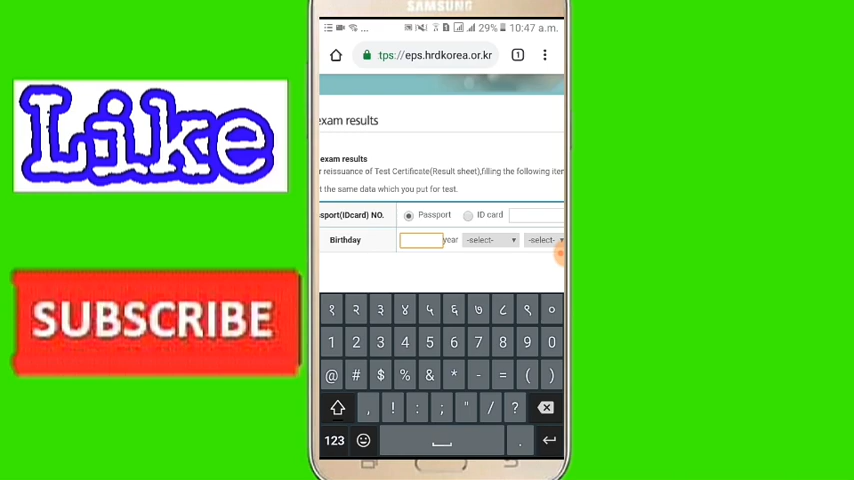 Like
SUBSCRIBE
SAMSUNG
... 29% 10:47 a.m.
tps://eps.hrdkorea.or.kr 1
exam results
exam results
r reissuance of Test Certificate(Result sheet),filling the following iten
t the same data which you put for test.
sport(IDcard) NO. Passport ID card
Birthday year -select- -select-
१ २ ३ ४ ५ ६ ७ ८ ९ ०
1 2 3 4 5 6 7 8 9 0
@ # $ % & * - = ( )
, ! : ; " / ?
123 .